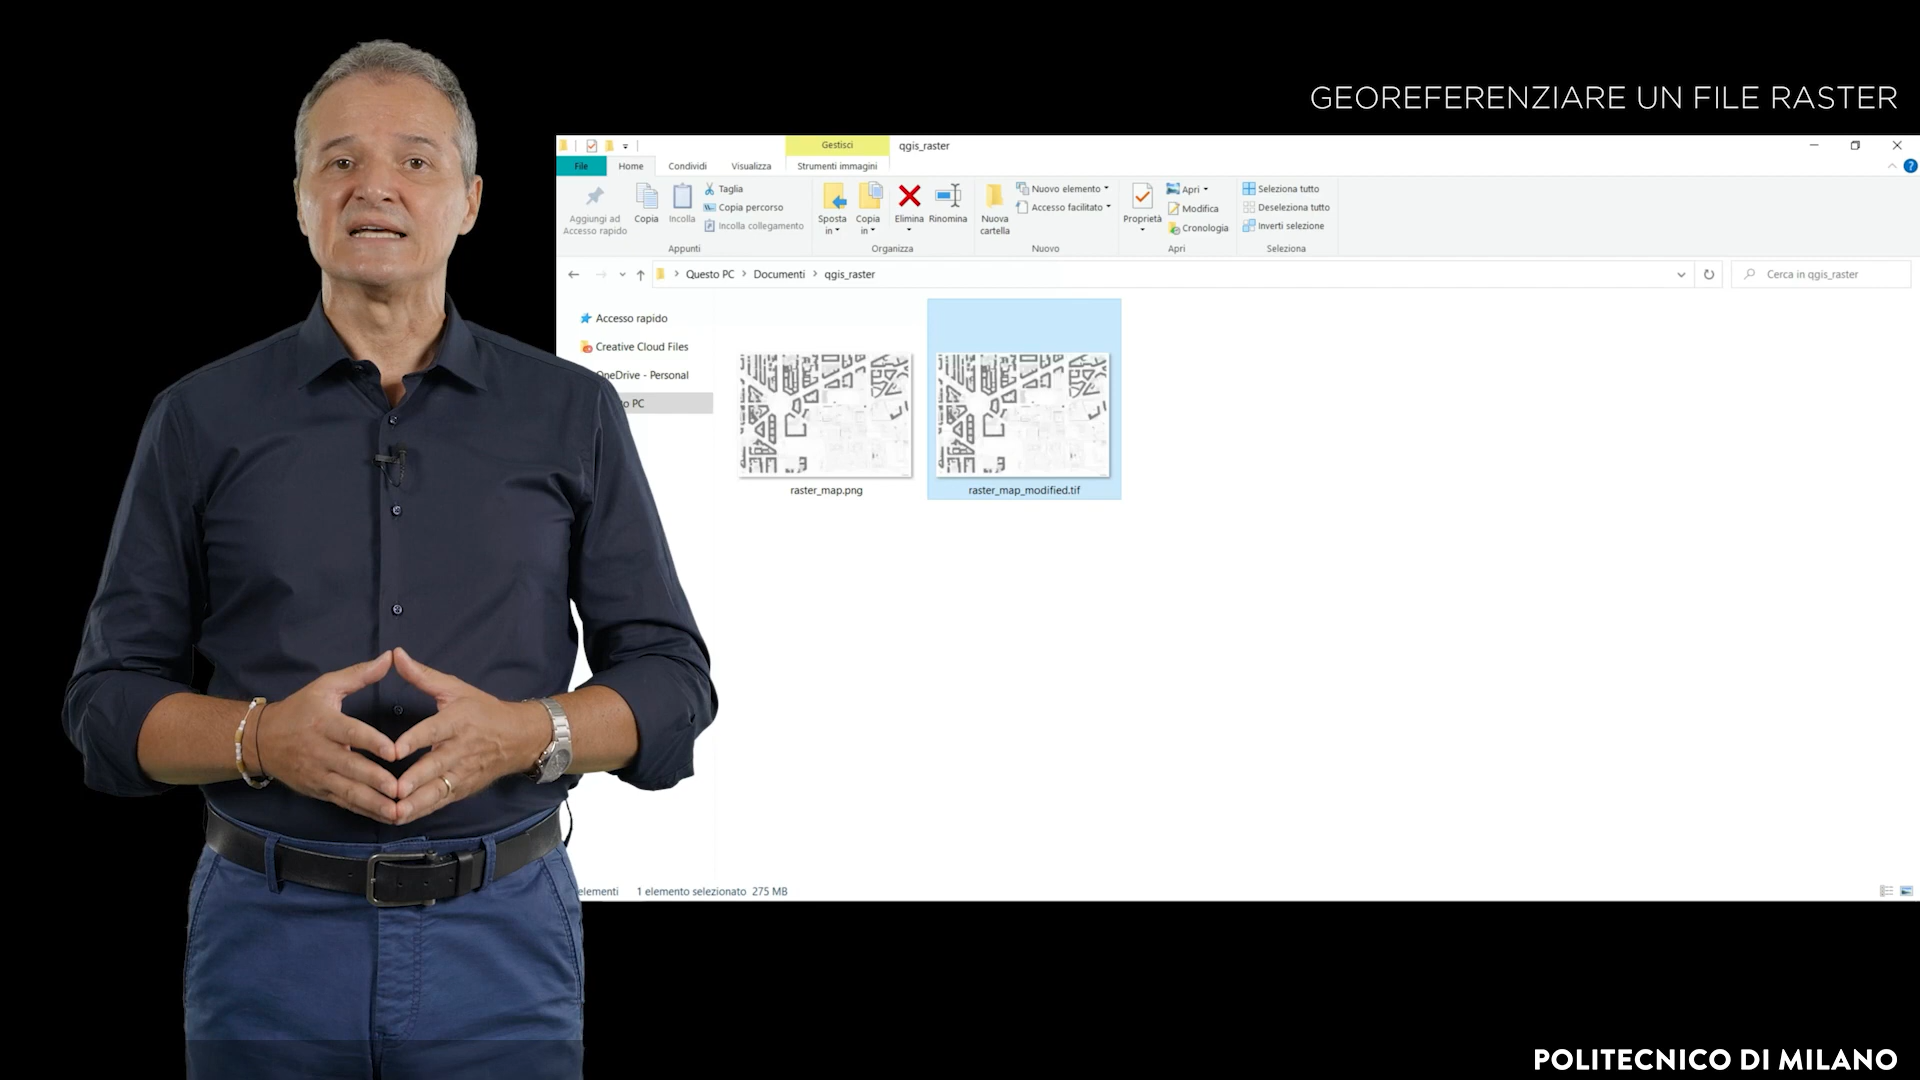 GEOREFERENZIARE UN FILE RASTER
Gestisci
qgis_raster
File
Home
Condividi
Visualizza
Strumenti immagini
Aggiungi ad
Accesso rapido
Copia
Incolla
Taglia
Copia percorso
Incolla collegamento
Appunti
Sposta
in
Copia
in
Elimina
Rinomina
Organizza
Nuova
cartella
Nuovo elemento
Accesso facilitato
Nuovo
Proprietà
Apri
Modifica
Cronologia
Apri
Seleziona tutto
Deseleziona tutto
Inverti selezione
Seleziona
Questo PC > Documenti > qgis_raster
Cerca in qgis_raster
Accesso rapido
Creative Cloud Files
OneDrive - Personal
to PC
raster_map.png
raster_map_modified.tif
elementi 1 elemento selezionato 275 MB
POLITECNICO DI MILANO